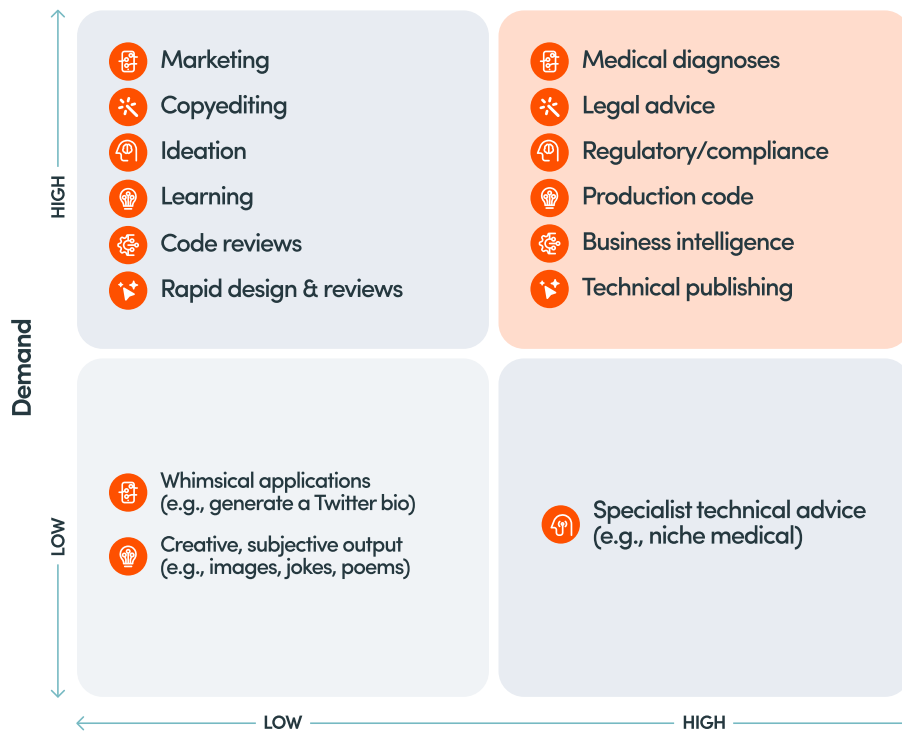 Marketing
Copyediting
Ideation
Learning
Code reviews
Rapid design & reviews
Medical diagnoses
Legal advice
Regulatory/compliance
Production code
Business intelligence
Technical publishing
HIGH
Demand
LOW
Whimsical applications
(e.g., generate a Twitter bio)
Creative, subjective output
(e.g., images, jokes, poems)
Specialist technical advice
(e.g., niche medical)
LOW
HIGH